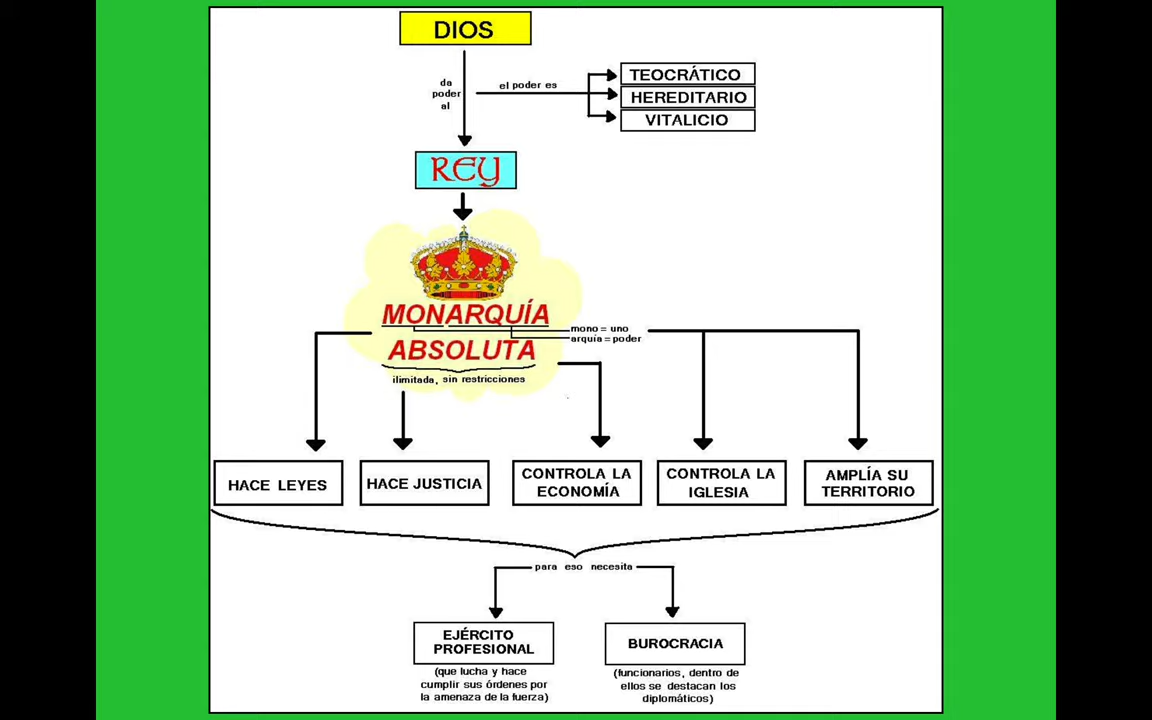 DIOS
da
poder
al
el poder es
TEOCRÁTICO
HEREDITARIO
VITALICIO
REY
MONARQUÍA
mono = uno
arquía = poder
ABSOLUTA
ilimitada, sin restricciones
HACE LEYES
HACE JUSTICIA
CONTROLA LA
ECONOMÍA
CONTROLA LA
IGLESIA
AMPLÍA SU
TERRITORIO
para eso necesita
EJÉRCITO
PROFESIONAL
(que lucha y hace
cumplir sus órdenes por
la amenaza de la fuerza)
BUROCRACIA
(funcionarios, dentro de
ellos se destacan los
diplomáticos)